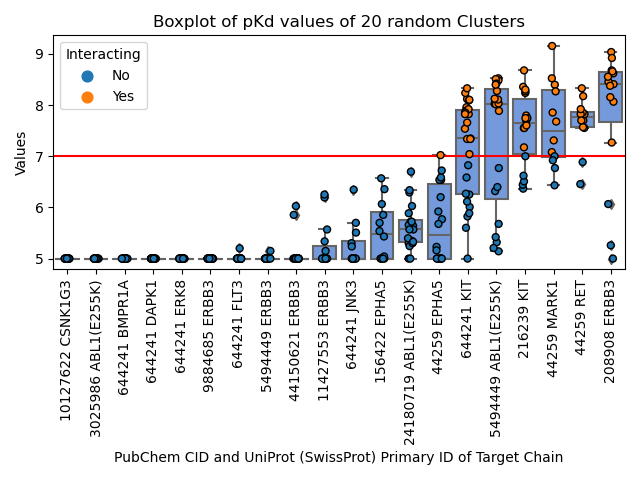 Boxplot of pKd values of 20 random Clusters
Interacting
No
Yes
Values
9
8
7
6
5
10127622 CSNK1G3
3025986 ABL1(E255K)
644241 BMPR1A
644241 DAPK1
644241 ERK8
9884685 ERBB3
644241 FLT3
5494449 ERBB3
44150621 ERBB3
11427553 ERBB3
644241 JNK3
156422 EPHA5
24180719 ABL1(E255K)
44259 EPHA5
644241 KIT
5494449 ABL1(E255K)
216239 KIT
44259 MARK1
44259 RET
208908 ERBB3
PubChem CID and UniProt (SwissProt) Primary ID of Target Chain